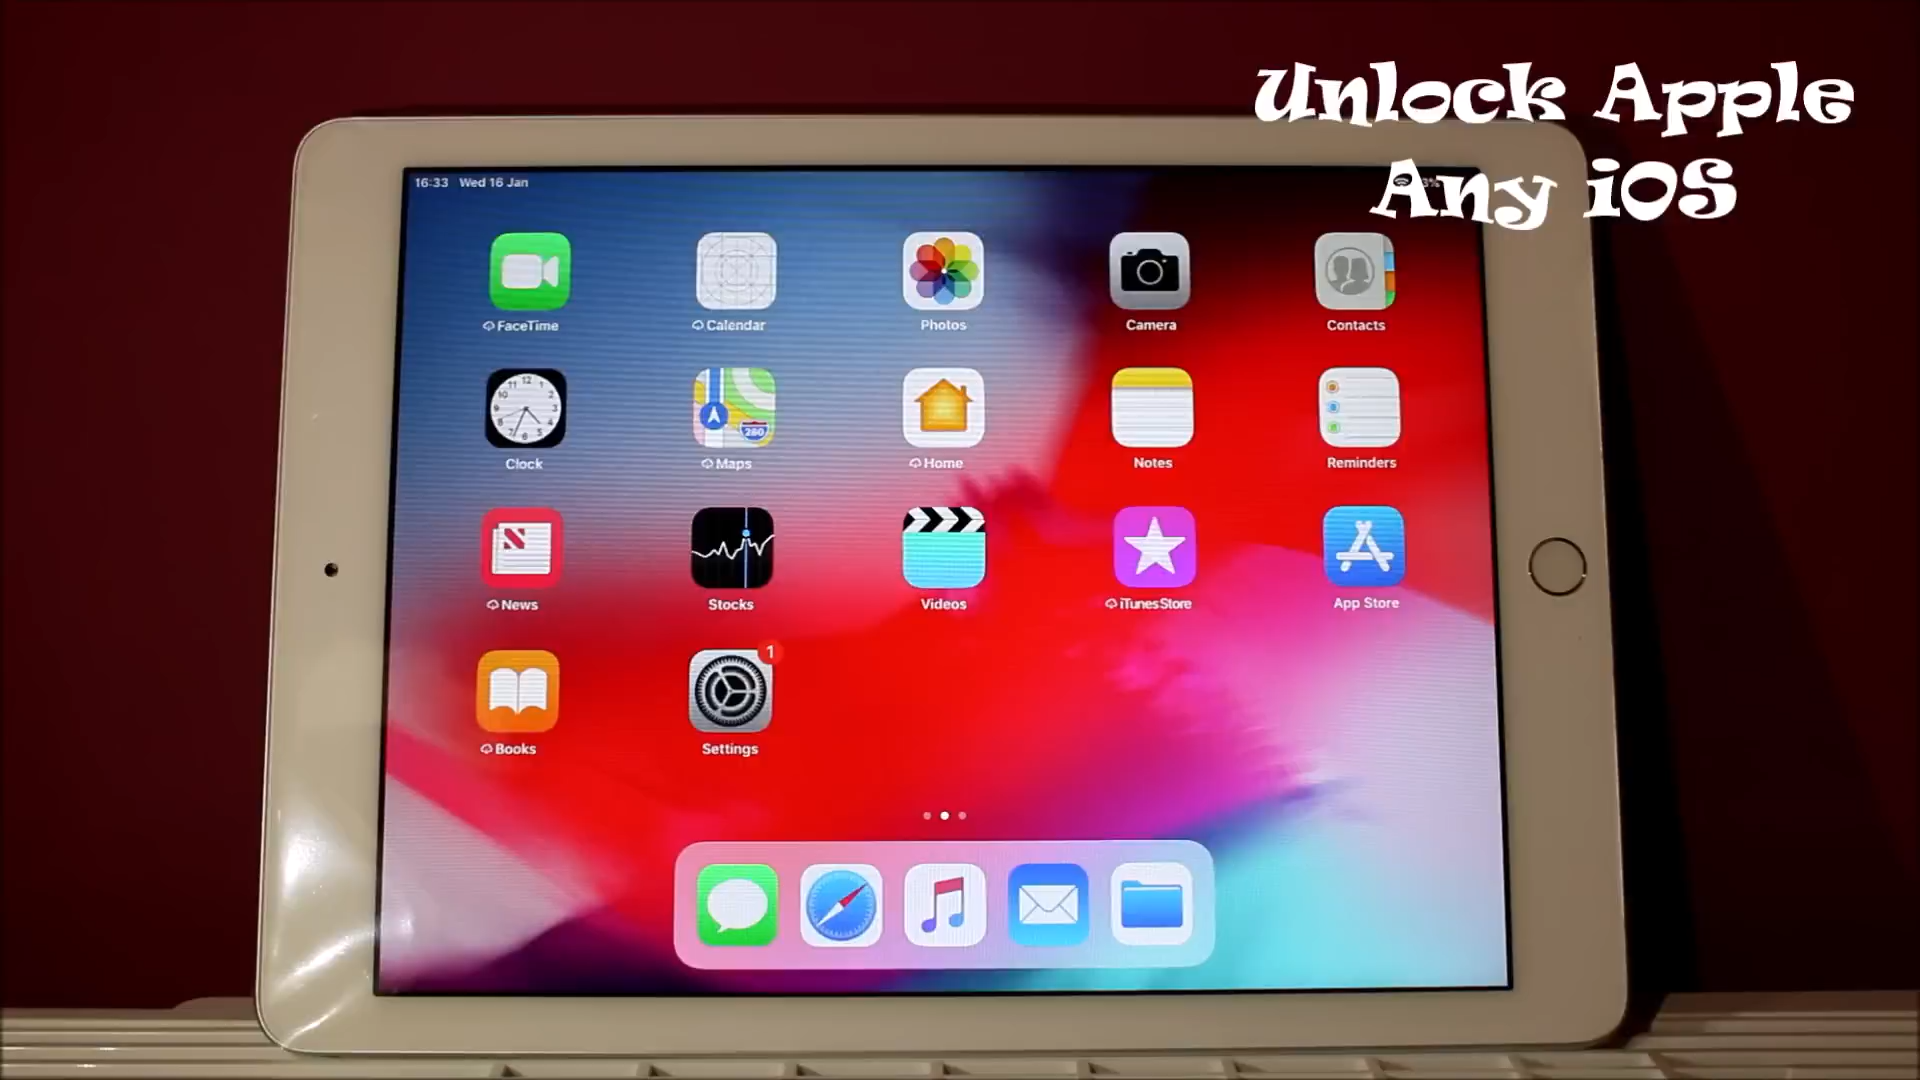 Unlock Apple
Any iOS
16:33 Wed 16 Jan
FaceTime
Calendar
Photos
Camera
Contacts
Clock
Maps
Home
Notes
Reminders
News
Stocks
Videos
iTunes Store
App Store
Books
1
Settings